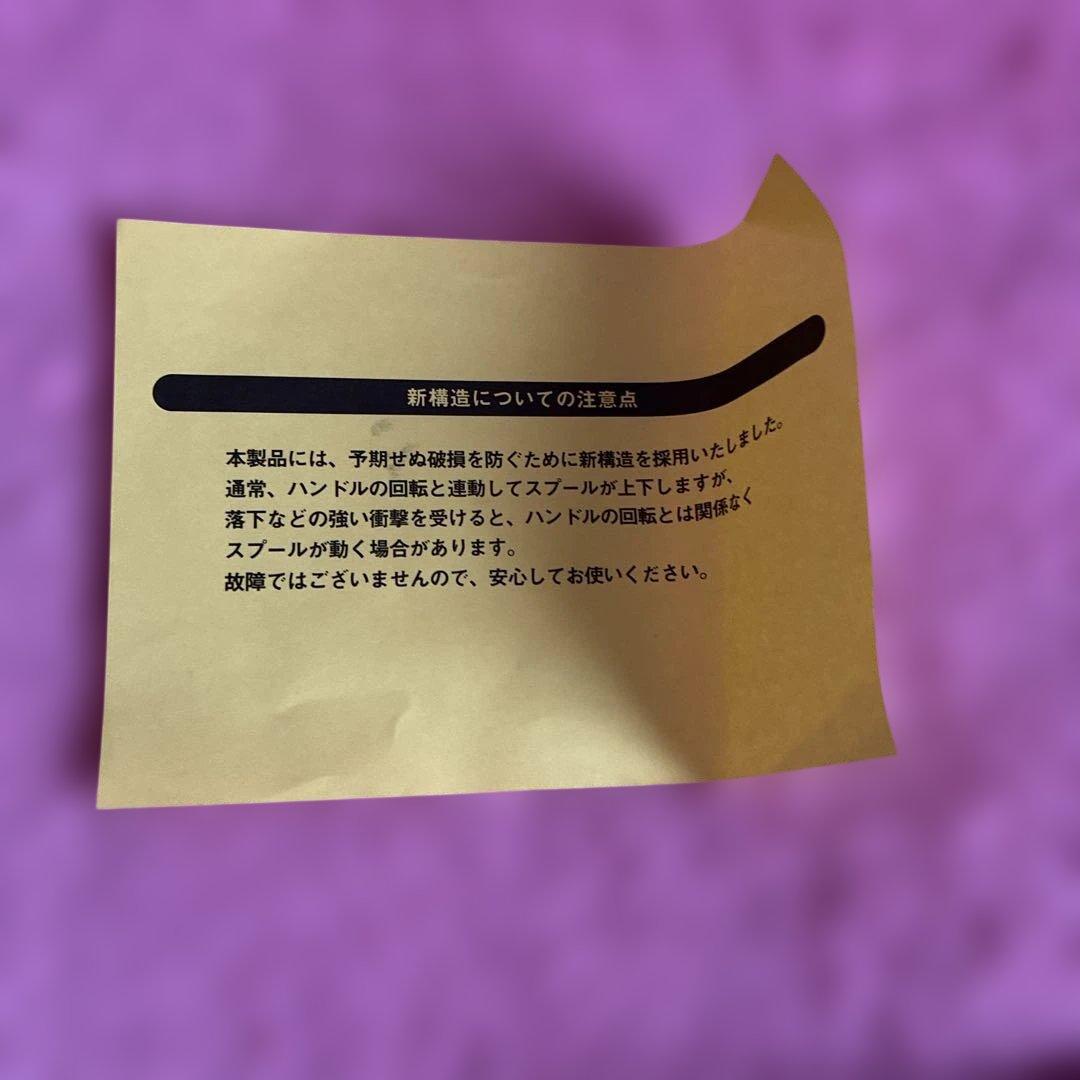 新構造についての注意点
本製品には、予期せぬ破損を防ぐために新構造を採用いたしました。
通常、ハンドルの回転と連動してスプールが上下しますが、
落下などの強い衝撃を受けると、ハンドルの回転とは関係なく
スプールが動く場合があります。
故障ではございませんので、安心してお使いください。